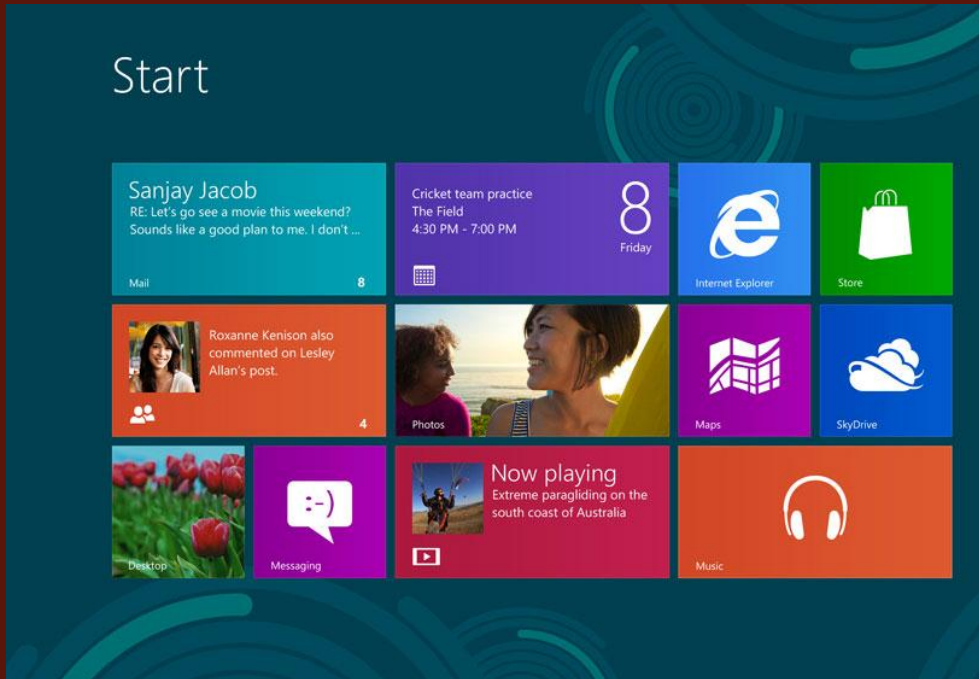 Start
Sanjay Jacob
RE: Let's go see a movie this weekend?
Sounds like a good plan to me. I don't ...
Mail
8
Cricket team practice
The Field
4:30 PM - 7:00 PM
8
Friday
Internet Explorer
Store
Roxanne Kenison also
commented on Lesley
Allan's post.
4
Photos
Maps
SkyDrive
Desktop
:-)
Messaging
Now playing
Extreme paragliding on the
south coast of Australia
Music